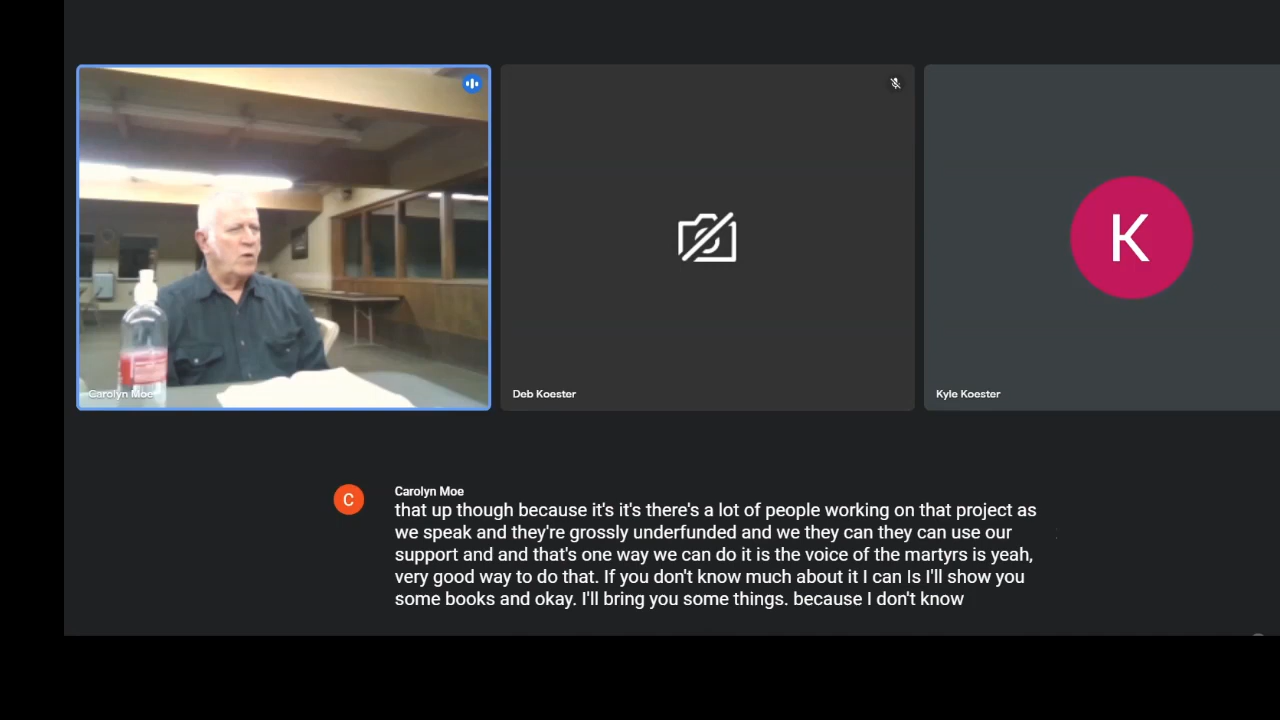 Carolyn Moe
Deb Koester
Kyle Koester
K
C
Carolyn Moe
that up though because it's it's there's a lot of people working on that project as
we speak and they're grossly underfunded and we they can they can use our
support and and that's one way we can do it is the voice of the martyrs is yeah,
very good way to do that. If you don't know much about it I can Is I'll show you
some books and okay. I'll bring you some things. because I don't know